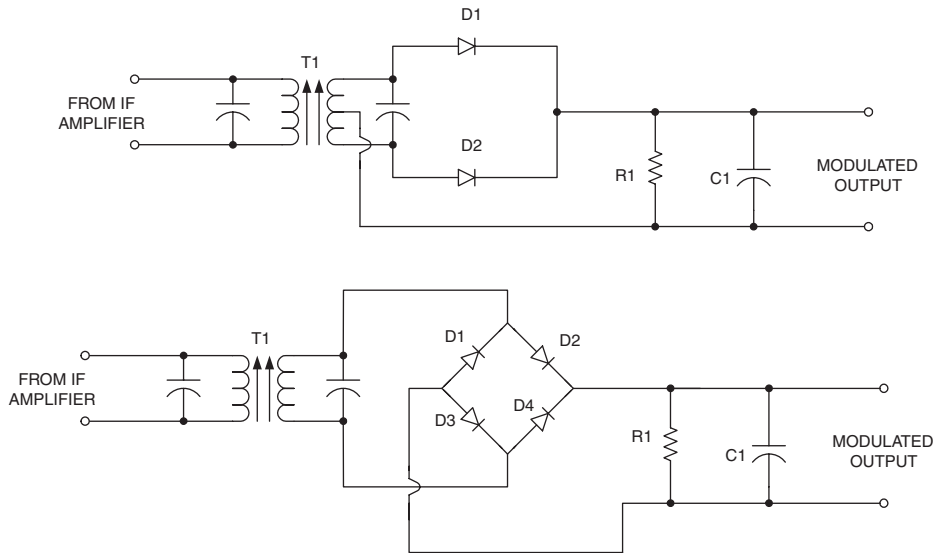 D1
T1
FROM IF
AMPLIFIER
D2
R1
C1
MODULATED
OUTPUT
T1
D1
D2
FROM IF
AMPLIFIER
D3
D4
R1
C1
MODULATED
OUTPUT